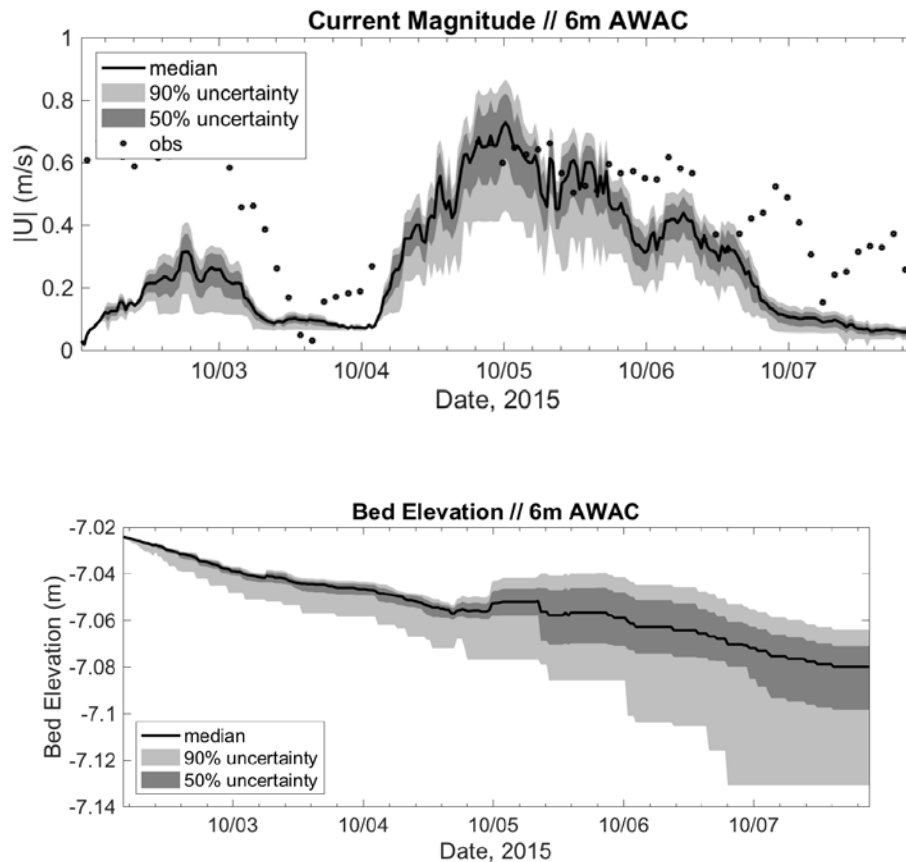 Current Magnitude // 6m AWAC
1
0.8
0.6
0.4
0.2
0
|U| (m/s)
median
90% uncertainty
50% uncertainty
obs
10/03 10/04 10/05 10/06 10/07
Date, 2015
Bed Elevation // 6m AWAC
-7.02
-7.04
-7.06
-7.08
-7.1
-7.12
-7.14
Bed Elevation (m)
median
90% uncertainty
50% uncertainty
10/03 10/04 10/05 10/06 10/07
Date, 2015